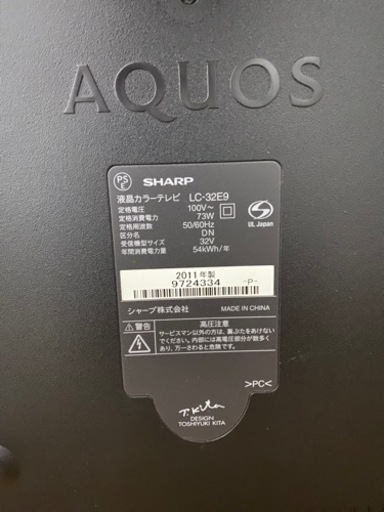 AQUOS
PS E SHARP
液晶カラーテレビ LC-32E9
定格電圧 100V~
定格消費電力 73W
定格周波数 50/60Hz
区分名 DN
受信機型サイズ 32V
年間消費電力量 54kWh/年
UL Japan
2011年製
9724334 -P-
シャープ株式会社 MADE IN CHINA
警告 高圧注意
サービスマン以外の方は、裏ぶたをあけないで
ください。内部には高電圧部分が数多く
あり、万一さわると危険です。
>PC<
T. Kita
DESIGN
TOSHIYUKI KITA